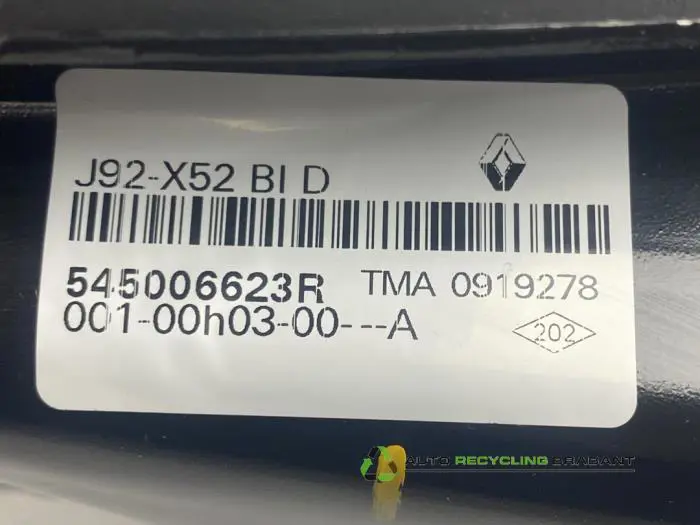 J92-X52 BI D
545006623R TMA 0919278
001-00h03-00---A
202
AUTO RECYCLING BRABANT